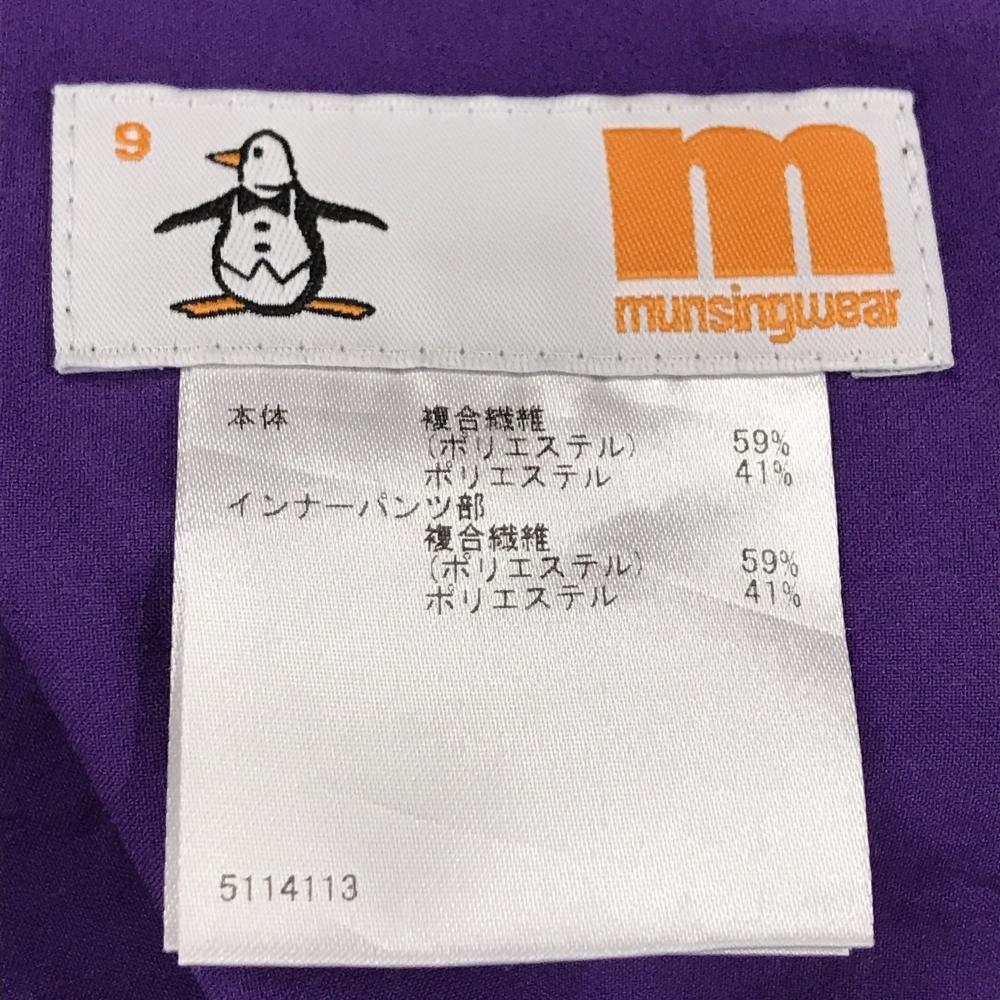 9
m
munsingwear
本体 複合繊維
(ポリエステル) 59%
ポリエステル 41%
インナーパンツ部
複合繊維
(ポリエステル) 59%
ポリエステル 41%
5114113